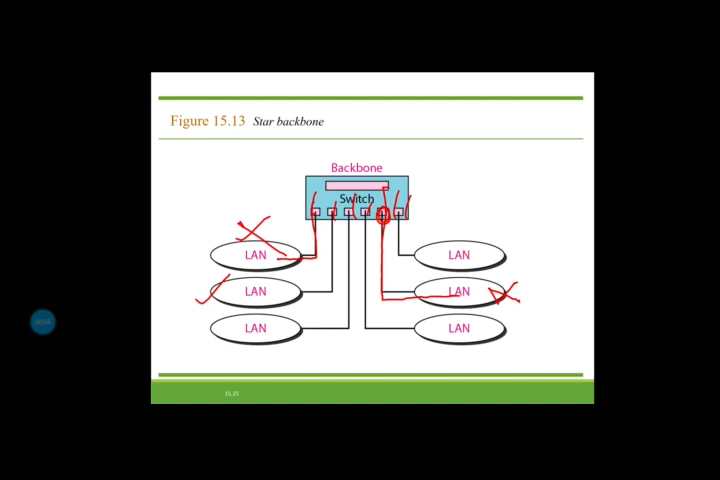 Figure 15.13 Star backbone
Backbone
Switch
LAN LAN
LAN LAN
LAN LAN
15.25